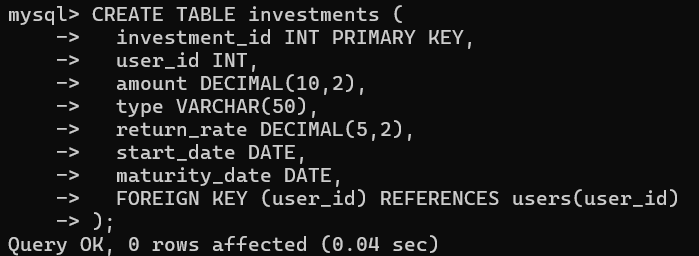 mysql> CREATE TABLE investments (
    ->   investment_id INT PRIMARY KEY,
    ->   user_id INT,
    ->   amount DECIMAL(10,2),
    ->   type VARCHAR(50),
    ->   return_rate DECIMAL(5,2),
    ->   start_date DATE,
    ->   maturity_date DATE,
    ->   FOREIGN KEY (user_id) REFERENCES users(user_id)
    -> );
Query OK, 0 rows affected (0.04 sec)